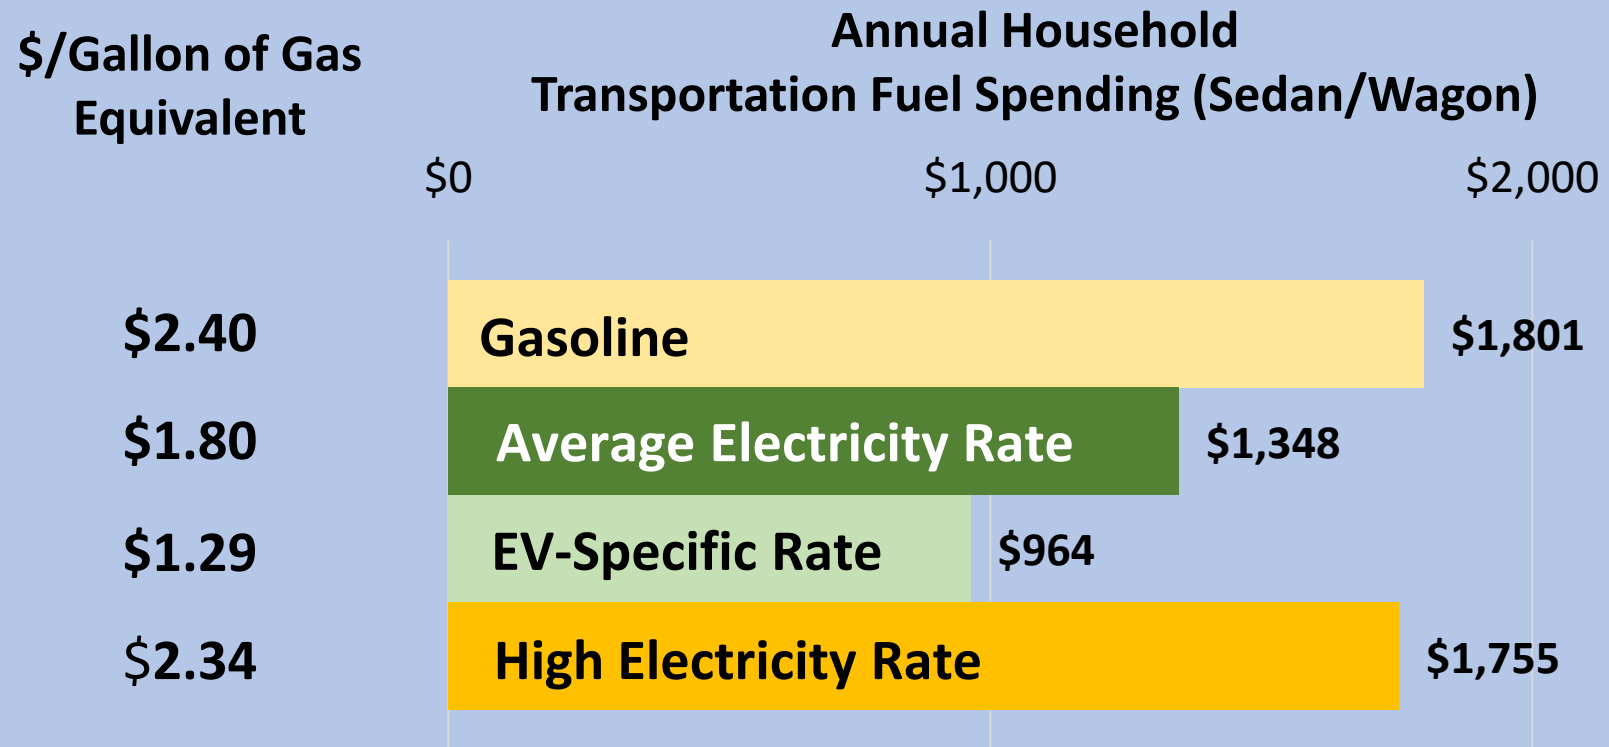 $/Gallon of Gas
Equivalent
Annual Household
Transportation Fuel Spending (Sedan/Wagon)
$0 $1,000 $2,000
$2.40 Gasoline $1,801
$1.80 Average Electricity Rate $1,348
$1.29 EV-Specific Rate $964
$2.34 High Electricity Rate $1,755